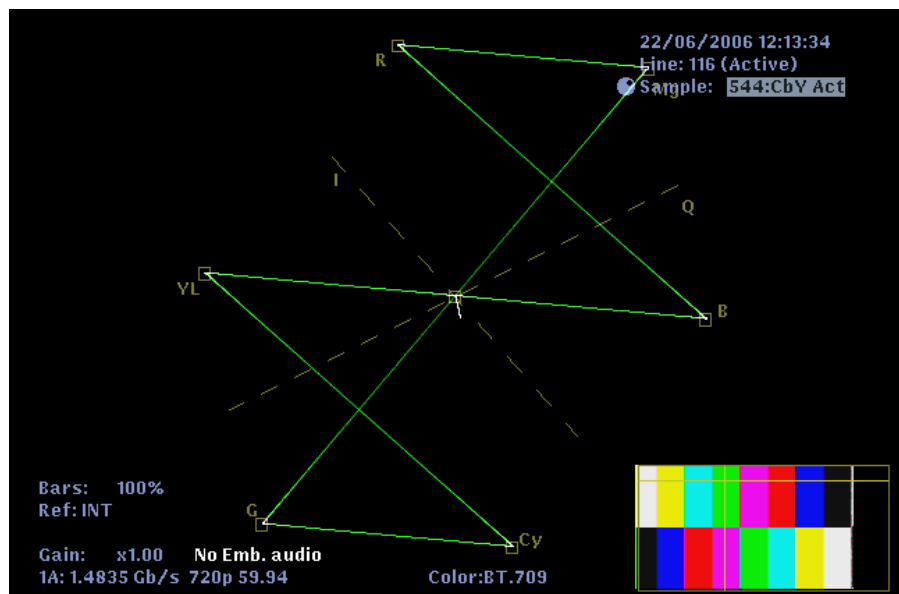 22/06/2006 12:13:34
R
Line: 116 (Active)
Mg
Sample: 544:CbY Act
I
Q
YL
B
Bars: 100%
G
Ref: INT
Cy
Gain: x1.00 No Emb. audio
1A: 1.4835 Gb/s 720p 59.94 Color:BT.709